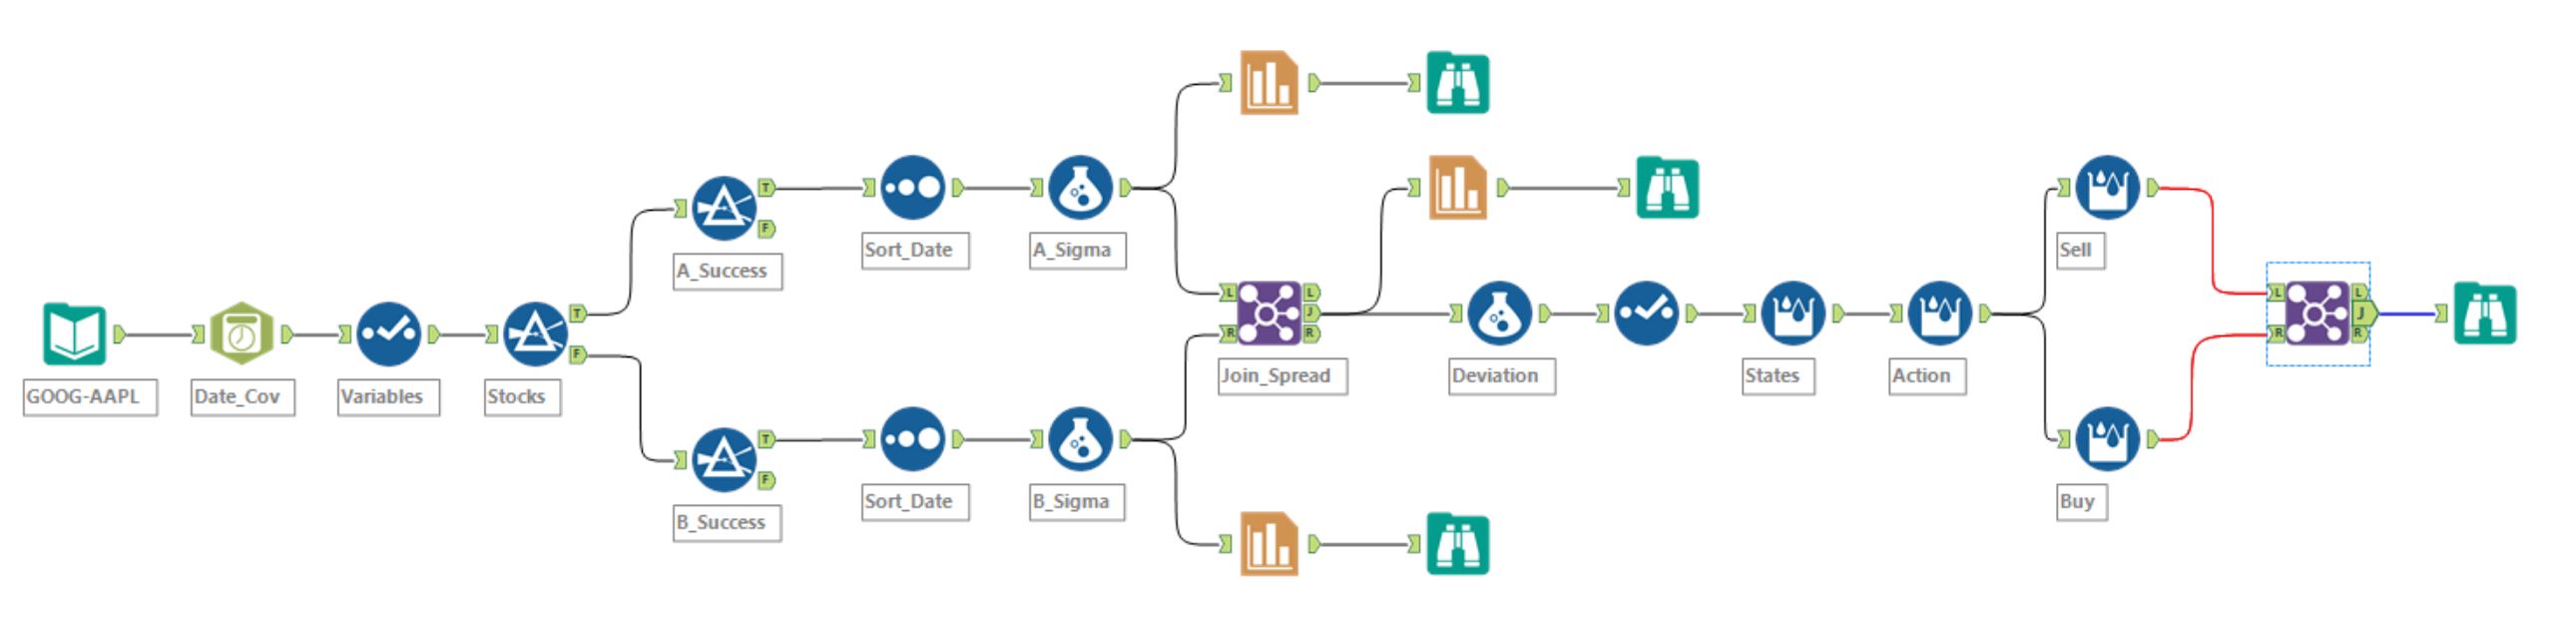 GOOG-AAPL
Date_Cov
Variables
Stocks
T
F
A_Success
T
F
Sort_Date
A_Sigma
B_Success
T
F
Sort_Date
B_Sigma
L
R
L
J
R
Join_Spread
Deviation
States
Action
Sell
Buy
L
R
L
J
R